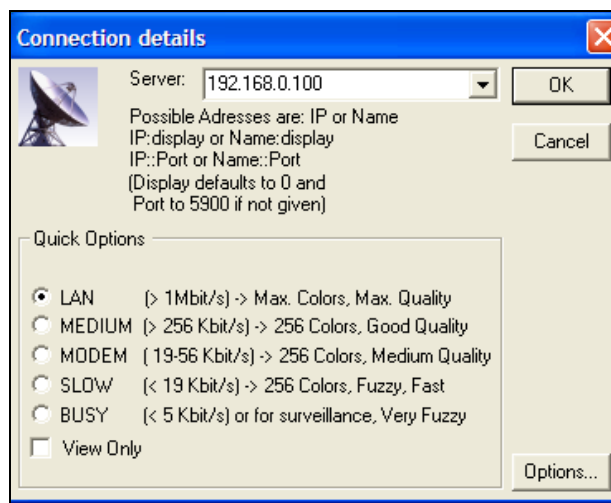 Connection details
Server: 192.168.0.100
OK
Possible Adresses are: IP or Name
IP:display or Name:display
IP::Port or Name::Port
(Display defaults to 0 and
Port to 5900 if not given)
Cancel
Quick Options
LAN (> 1Mbit/s) -> Max. Colors, Max. Quality
MEDIUM (> 256 Kbit/s) -> 256 Colors, Good Quality
MODEM ( 19-56 Kbit/s) -> 256 Colors, Medium Quality
SLOW (< 19 Kbit/s) -> 256 Colors, Fuzzy, Fast
BUSY (< 5 Kbit/s) or for surveillance, Very Fuzzy
View Only
Options...